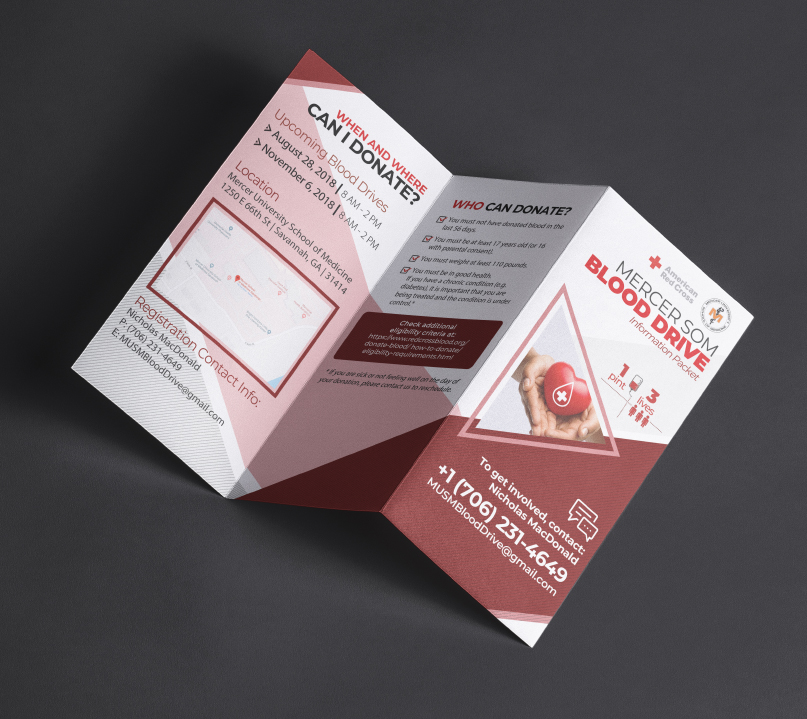 WHEN AND WHERE
CAN I DONATE?
Upcoming Blood Drives
> August 28, 2018 | 8 AM - 2 PM
> November 6, 2018 | 8 AM - 2 PM
Location
Mercer University School of Medicine
1250 E 66th St | Savannah, GA | 31414
Registration Contact Info:
Nicholas MacDonald
P: (706) 231-4649
E: MUSMBloodDrive@gmail.com
WHO CAN DONATE?
You must not have donated blood in the
last 56 days.
You must be at least 17 years old (or 16
with parental consent).
You must weight at least 110 pounds.
You must be in good health.
If you have a chronic condition (e.g.
diabetes), it is important that you are
being treated and the condition is under
control.*
Check additional
eligibility criteria at:
https://www.redcrossblood.org/
donate-blood/how-to-donate/
eligibility-requirements.html
*If you are sick or not feeling well on the day of
your donation, please contact us to reschedule.
American
Red Cross
MERCER SOM
BLOOD DRIVE
Information Packet
1
pint
3
lives
To get involved, contact:
Nicholas MacDonald
+1 (706) 231-4649
MUSMBloodDrive@gmail.com